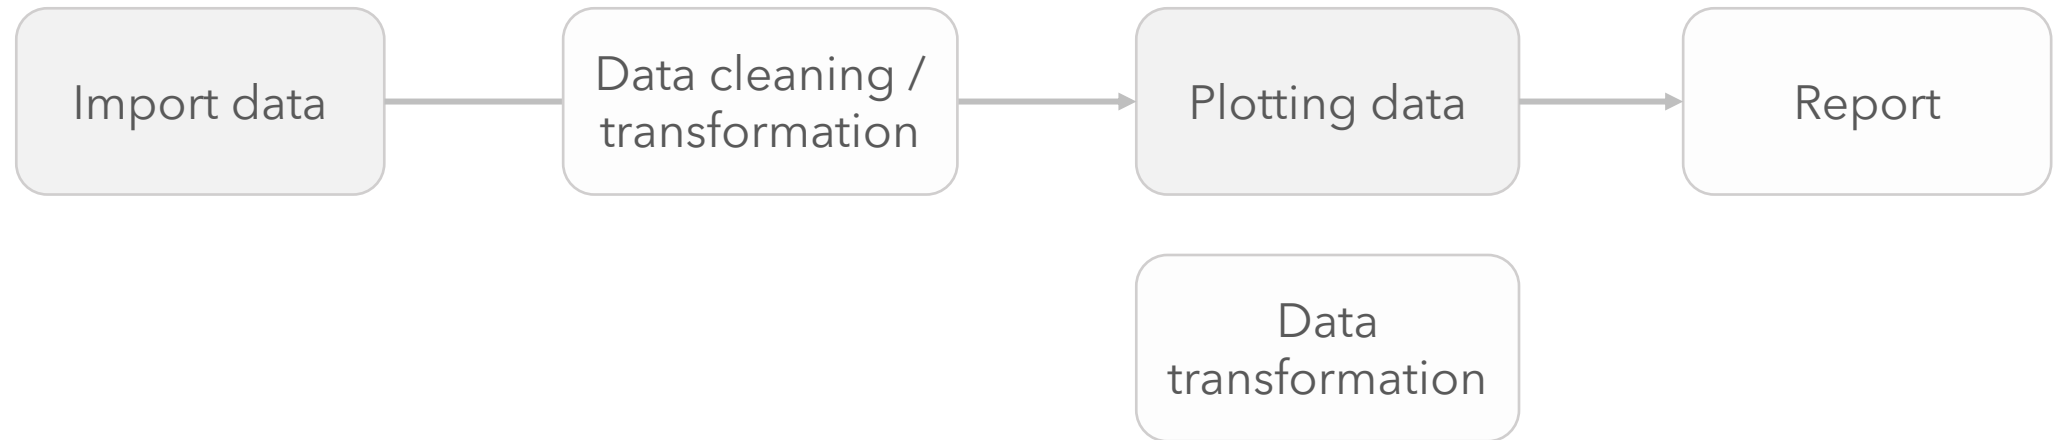 Import data
Data cleaning /
transformation
Plotting data
Report
Data
transformation